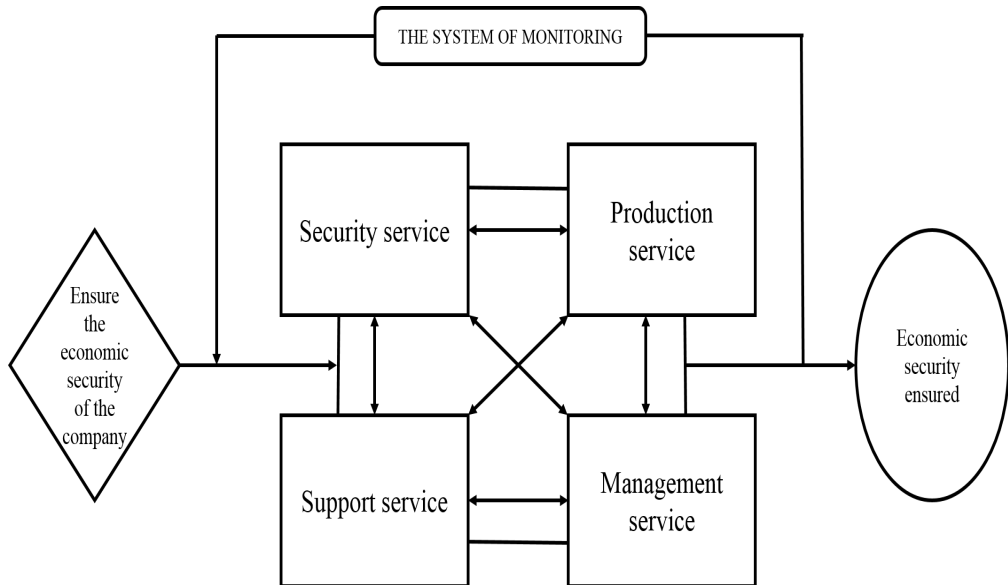 THE SYSTEM OF MONITORING
Security service
Production
service
Ensure
the
economic
security
of the
company
Economic
security
ensured
Support service
Management
service